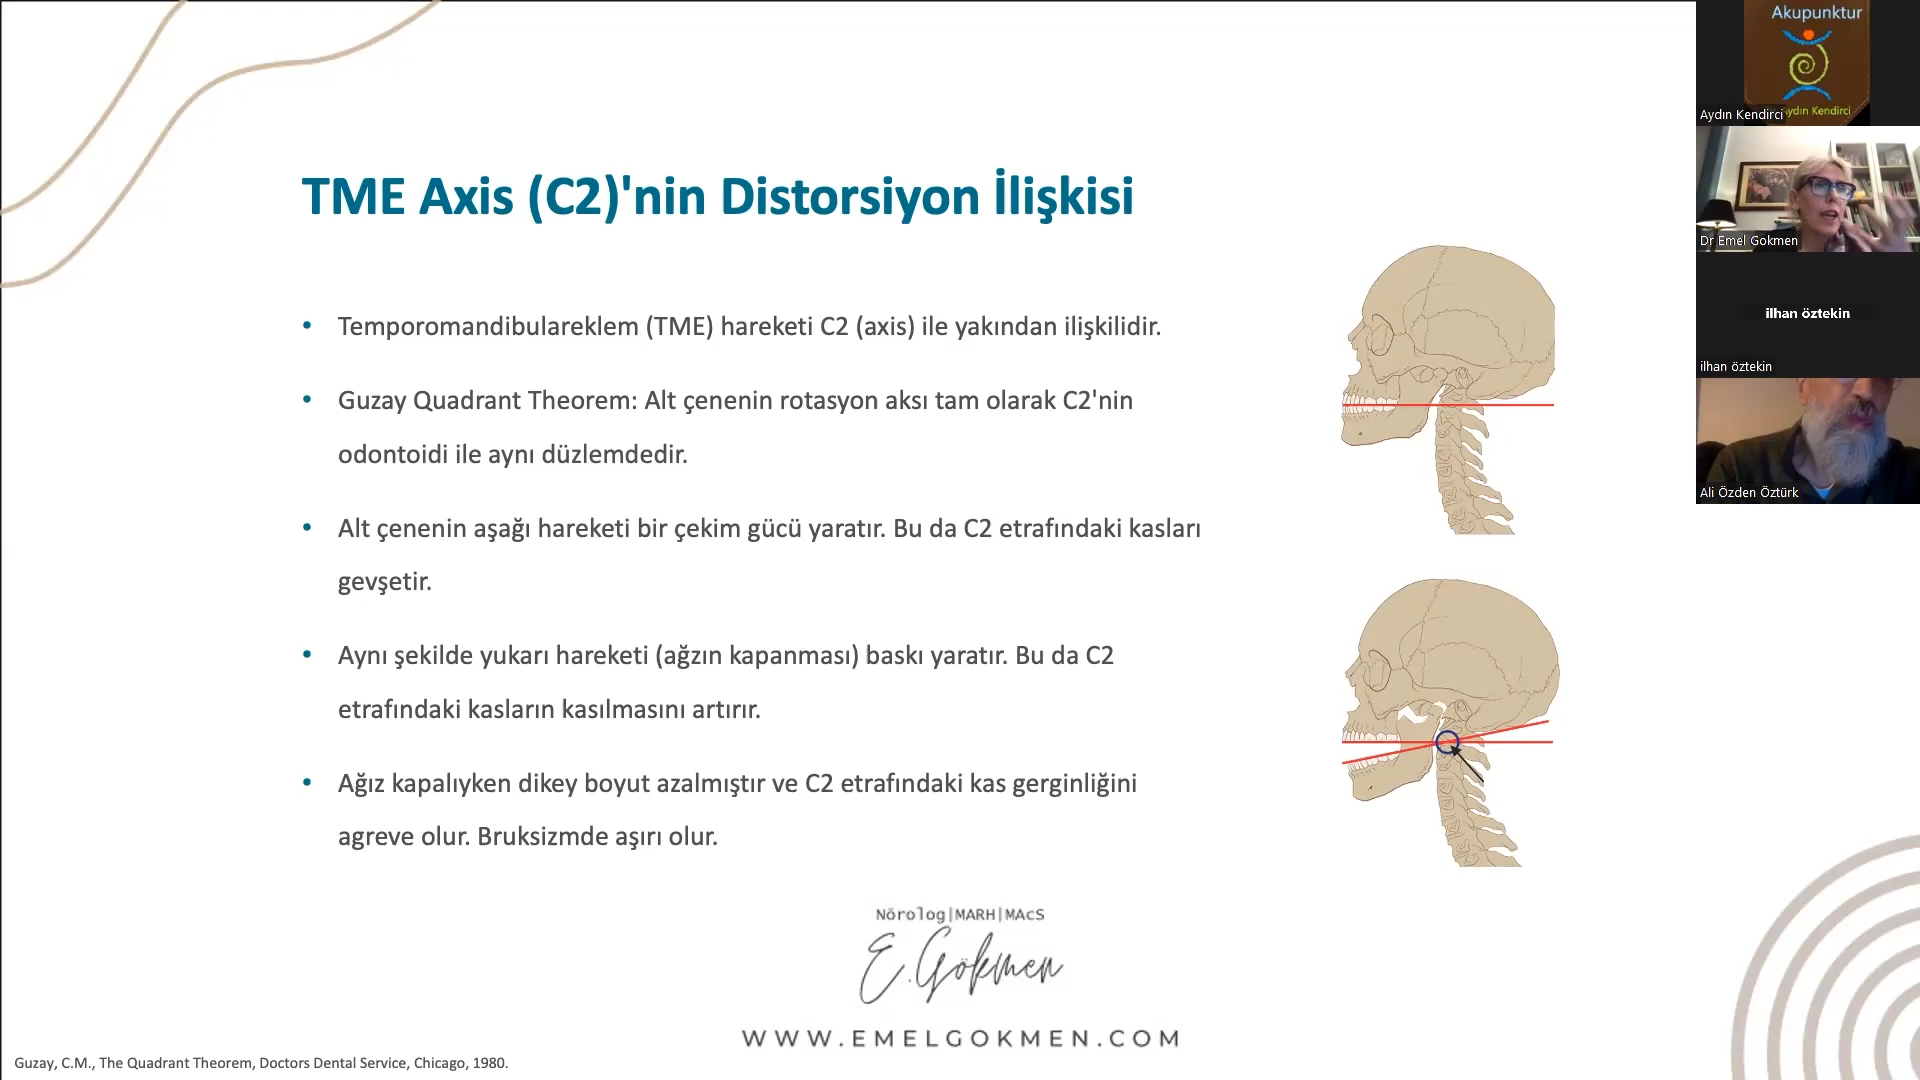 TME Axis (C2)'nin Distorsiyon İlişkisi
• Temporomandibulareklem (TME) hareketi C2 (axis) ile yakından ilişkilidir.
• Guzay Quadrant Theorem: Alt çenenin rotasyon aksı tam olarak C2'nin
odontoidi ile aynı düzlemdedir.
• Alt çenenin aşağı hareketi bir çekim gücü yaratır. Bu da C2 etrafındaki kasları
gevşetir.
• Aynı şekilde yukarı hareketi (ağzın kapanması) baskı yaratır. Bu da C2
etrafındaki kasların kasılmasını artırır.
• Ağız kapalıyken dikey boyut azalmıştır ve C2 etrafındaki kas gerginliğini
agreve olur. Bruksizmde aşırı olur.
Nörolog|MARH|MAcS
E.Gökmen
WWW.EMELGOKMEN.COM
Guzay, C.M., The Quadrant Theorem, Doctors Dental Service, Chicago, 1980.
Akupunktur
Aydın Kendirci
Aydın Kendirci
Dr Emel Gokmen
ilhan öztekin
ilhan öztekin
Ali Özden Öztürk